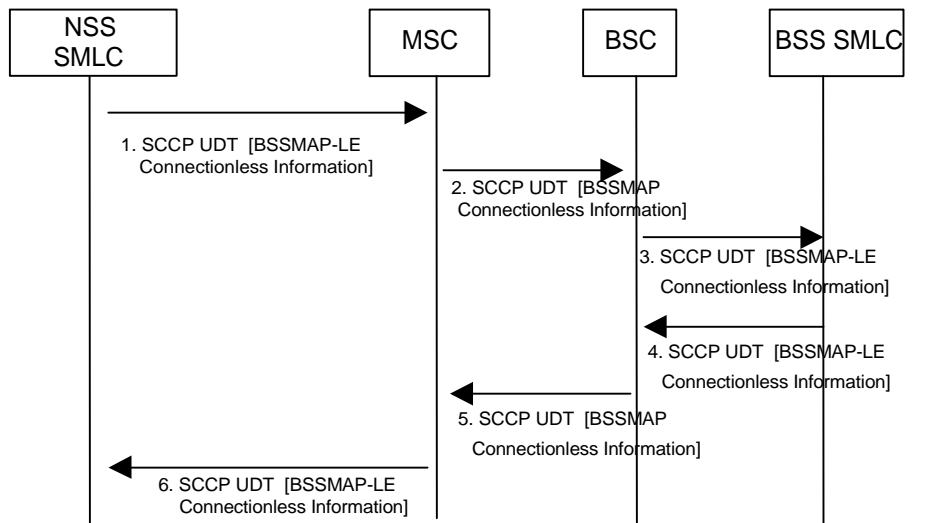 NSS
SMLC
MSC
BSC
BSS SMLC
1. SCCP UDT [BSSMAP-LE
Connectionless Information]
2. SCCP UDT [BSSMAP
Connectionless Information]
3. SCCP UDT [BSSMAP-LE
Connectionless Information]
4. SCCP UDT [BSSMAP-LE
Connectionless Information]
5. SCCP UDT [BSSMAP
Connectionless Information]
6. SCCP UDT [BSSMAP-LE
Connectionless Information]